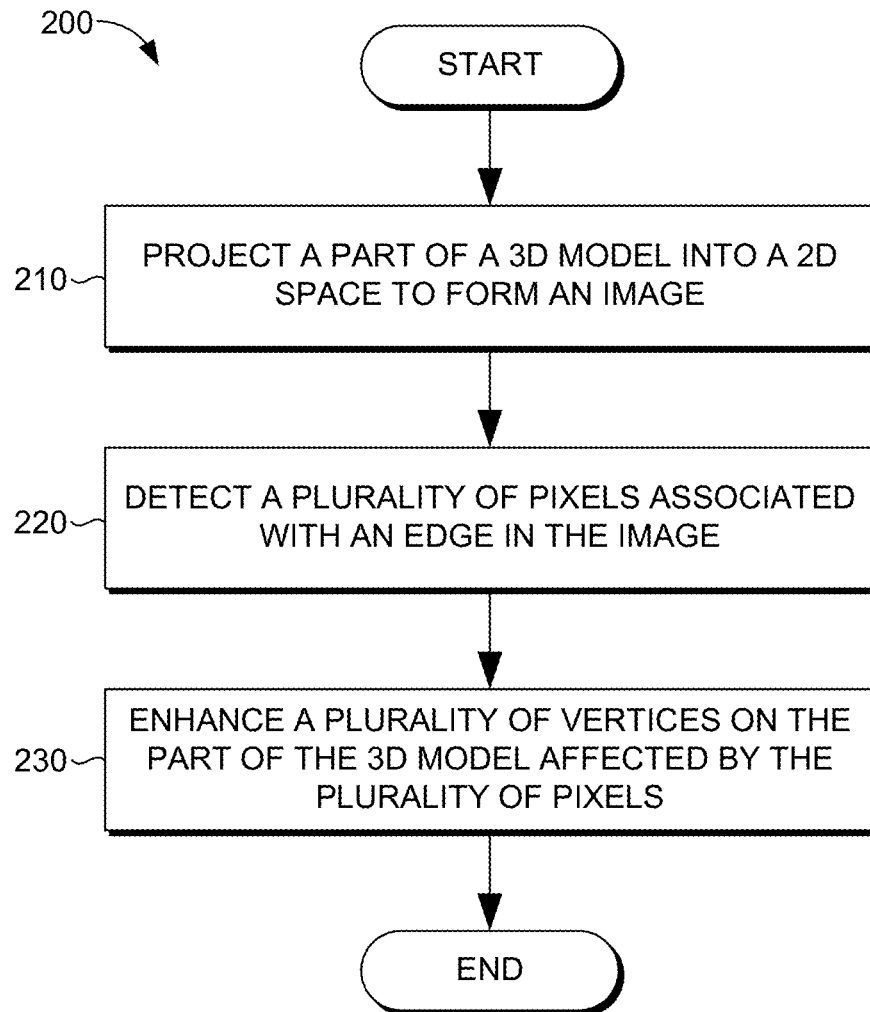 200
START
210
PROJECT A PART OF A 3D MODEL INTO A 2D
SPACE TO FORM AN IMAGE
220
DETECT A PLURALITY OF PIXELS ASSOCIATED
WITH AN EDGE IN THE IMAGE
230
ENHANCE A PLURALITY OF VERTICES ON THE
PART OF THE 3D MODEL AFFECTED BY THE
PLURALITY OF PIXELS
END